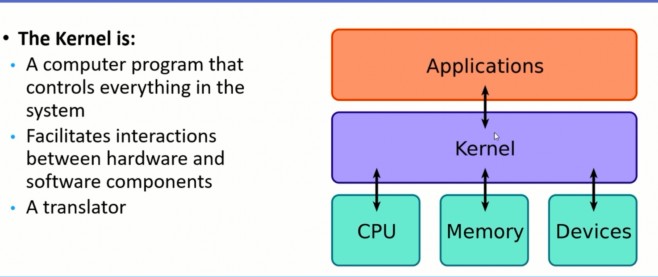 • The Kernel is:
• A computer program that
controls everything in the
system
• Facilitates interactions
between hardware and
software components
• A translator
Applications
Kernel
CPU
Memory
Devices